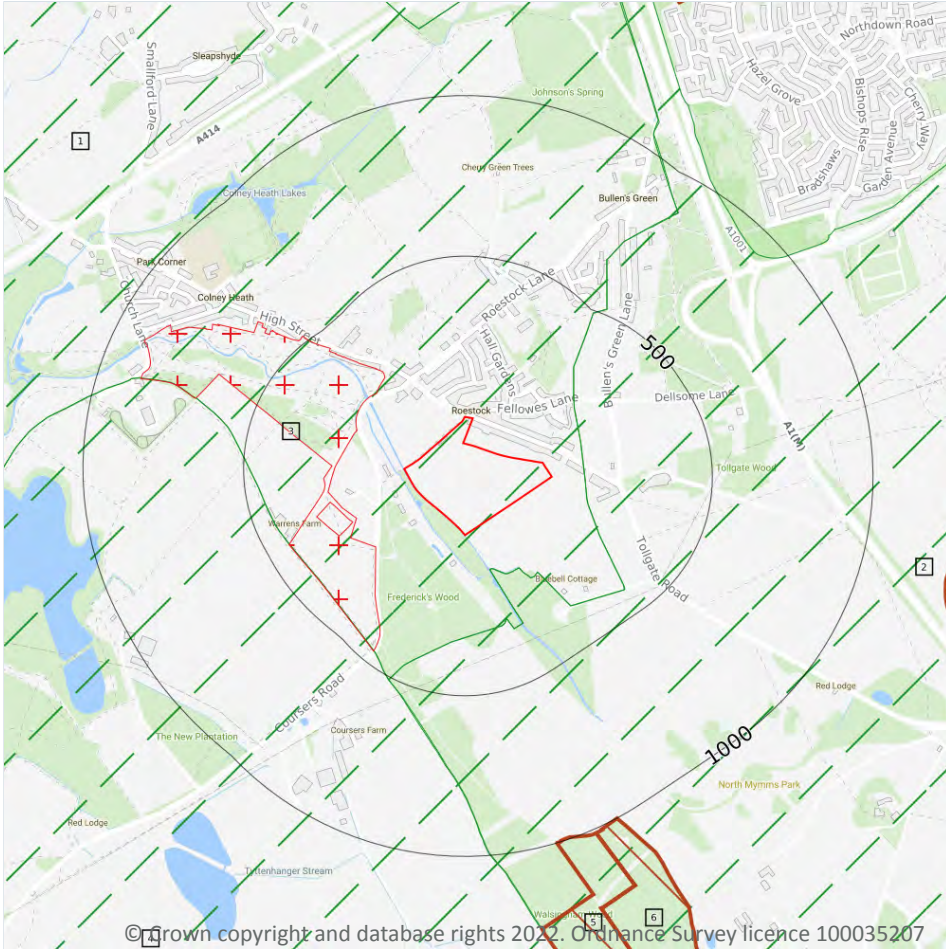 Northdown Road
Sleapshyde
Smallford Lane
Hazel Grove
Johnson's Spring
Bishops Rise
Cherry Way
A414
1
Garden Avenue
Cherry Green Trees
Bradshaws
Colney Heath Lakes
Bullen's Green
A1001
Park Corner
Roestock Lane
Colney Heath
Church Lane
High Street
Bullen's Green Lane
500
Hall Gardens
Dellsome Lane
Fellowes Lane
Roestock
3
A1(M)
Tollgate Wood
Warrens Farm
2
Tollgate Road
Bluebell Cottage
Frederick's Wood
Red Lodge
Coursers Road
The New Plantation
Coursers Farm
1000
North Mymms Park
Red Lodge
Tyttenhanger Stream
Walsingham Wood
5
6
4
© Crown copyright and database rights 2022. Ordnance Survey licence 100035207